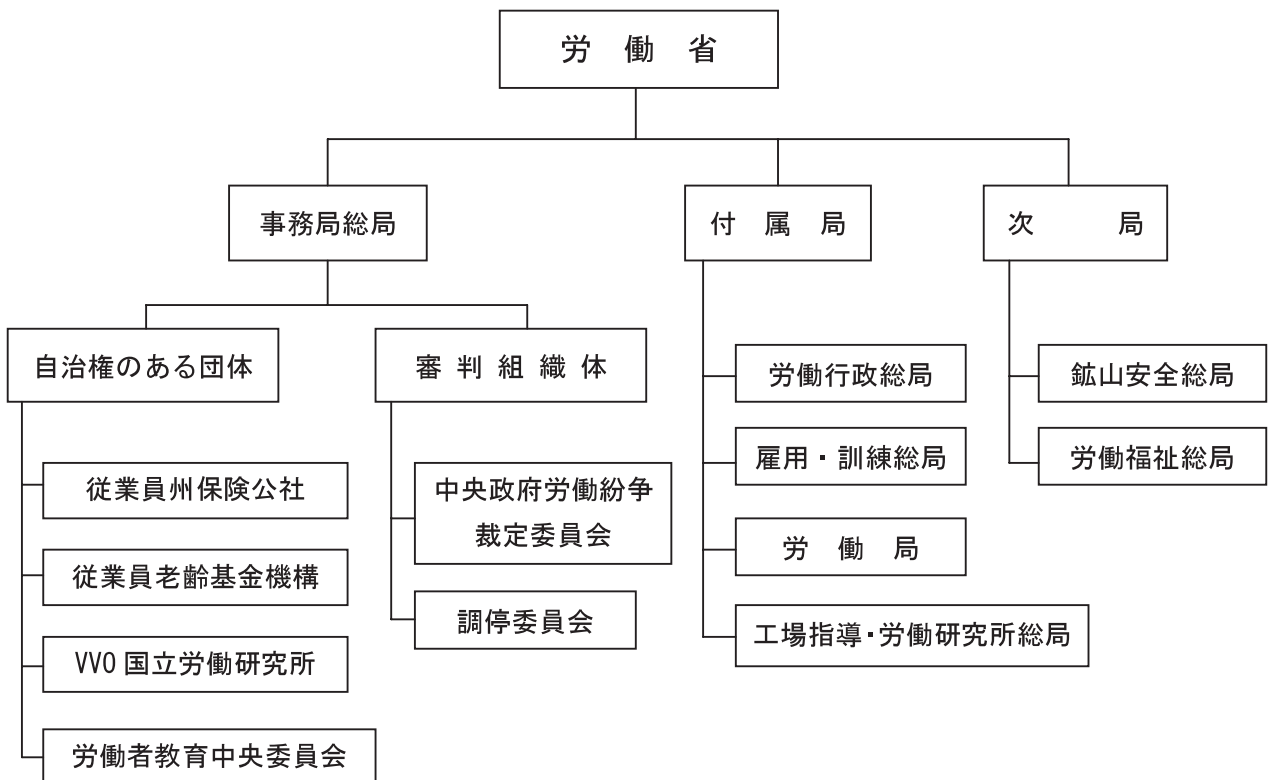 労働省
事務局総局
付属局
次局
自治権のある団体
審判組織体
従業員州保険公社
従業員老齢基金機構
VVO国立労働研究所
労働者教育中央委員会
中央政府労働紛争
裁定委員会
調停委員会
労働行政総局
雇用・訓練総局
労働局
工場指導・労働研究所総局
鉱山安全総局
労働福祉総局